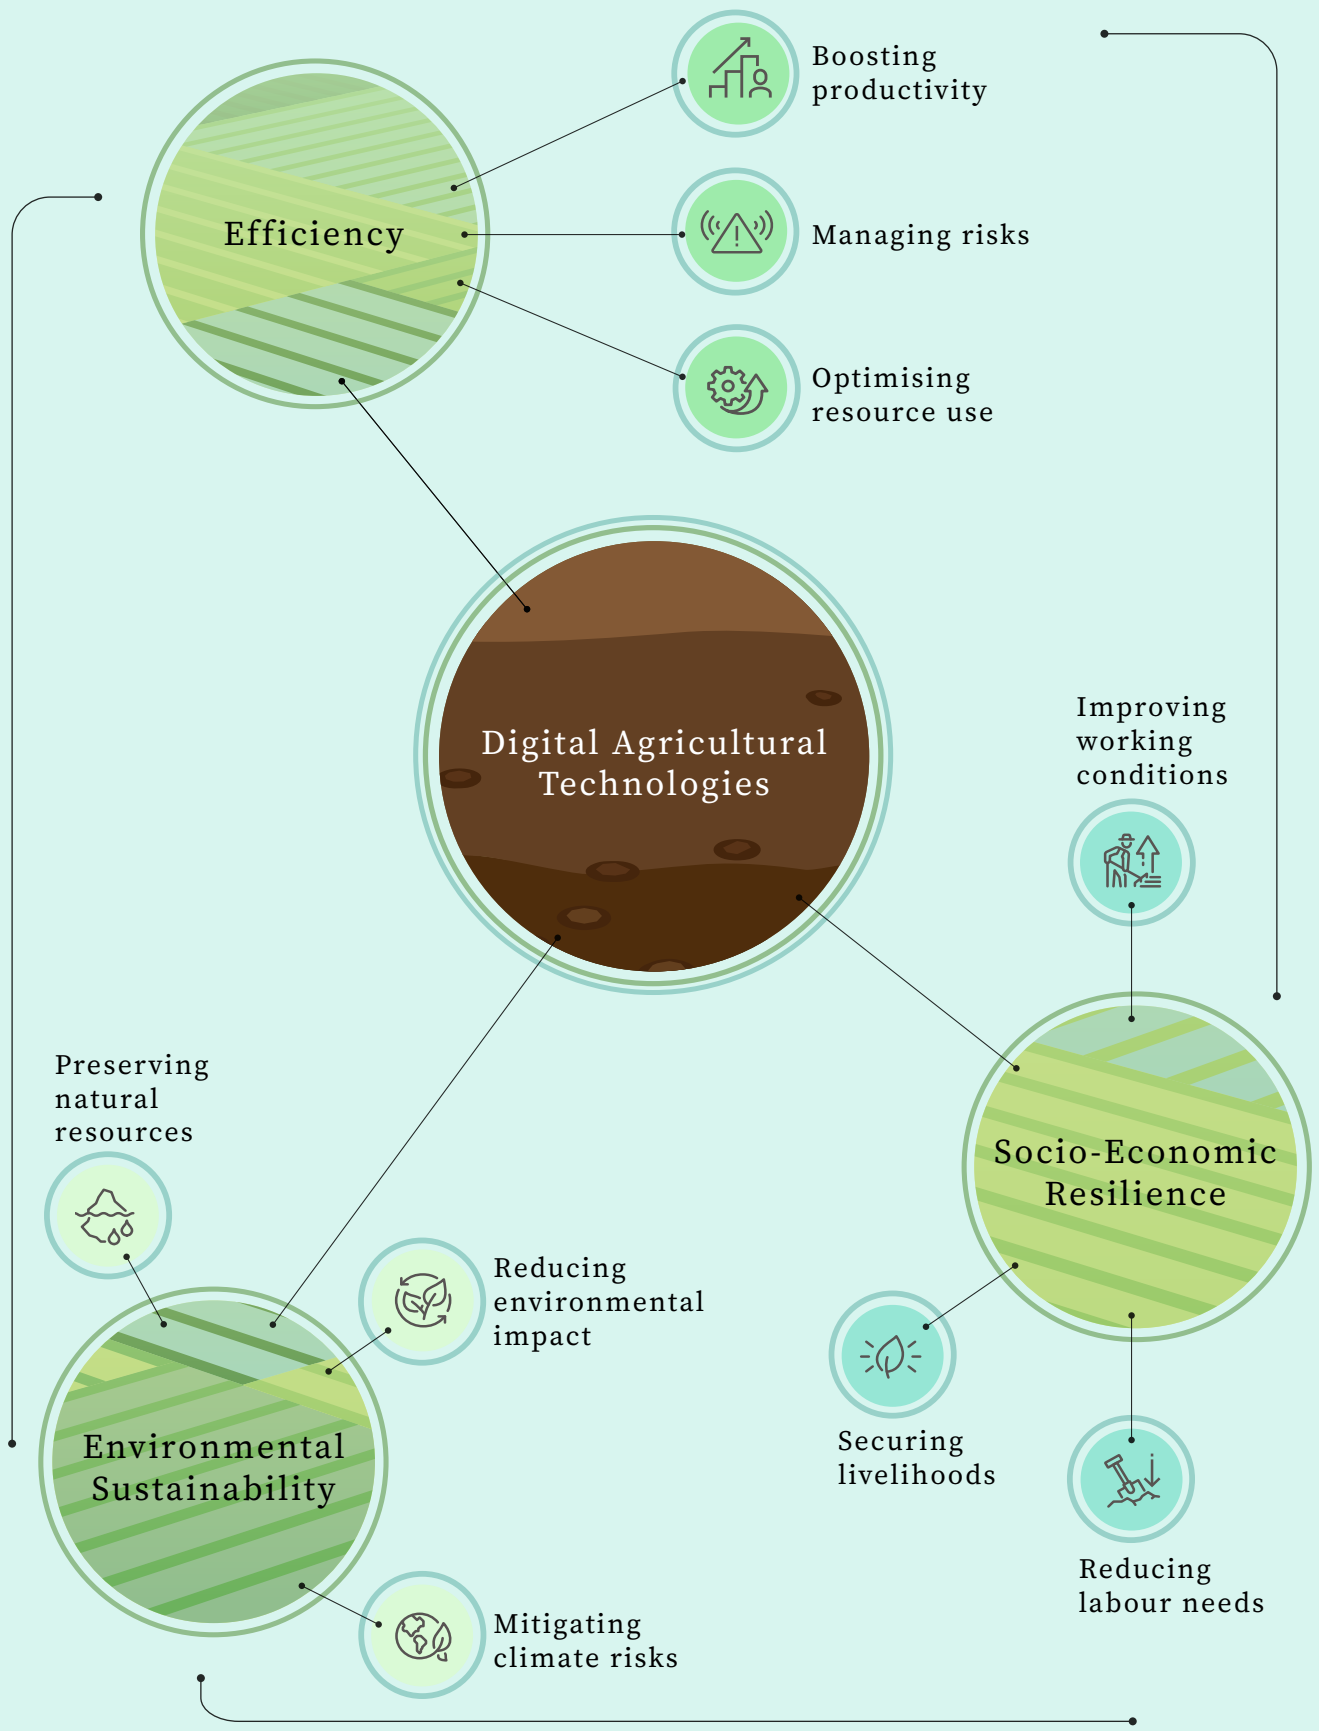 Boosting
productivity
Efficiency
Managing risks
Optimising
resource use
Digital Agricultural
Technologies
Improving
working
conditions
Socio-Economic
Resilience
Securing
livelihoods
Reducing
labour needs
Preserving
natural
resources
Reducing
environmental
impact
Environmental
Sustainability
Mitigating
climate risks